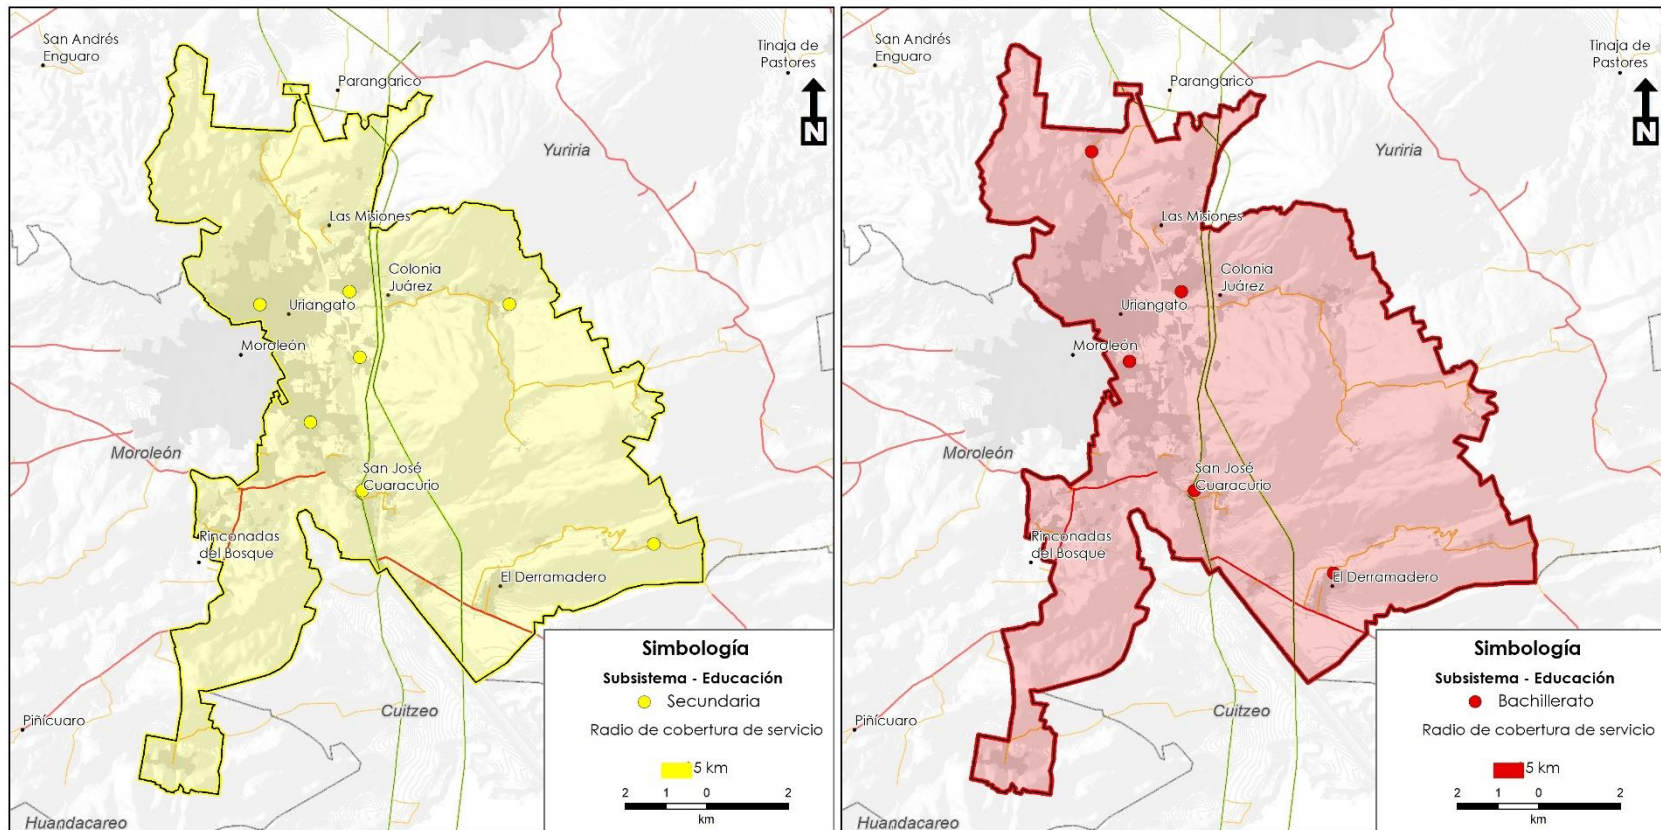 San Andrés
Enguaro
Parangarico
Tinaja de
Pastores
N
Yuriria
Las Misiones
Colonia
Juárez
Uriangato
Moroleón
Moroleón
San José
Cuaracurio
Rinconadas
del Bosque
El Derramadero
Piñícuaro
Cuitzeo
Huandacareo
Simbología
Subsistema - Educación
Secundaria
Radio de cobertura de servicio
5 km
2 1 0 2
km
San Andrés
Enguaro
Parangarico
Tinaja de
Pastores
N
Yuriria
Las Misiones
Colonia
Juárez
Uriangato
Moroleón
Moroleón
San José
Cuaracurio
Rinconadas
del Bosque
El Derramadero
Piñícuaro
Cuitzeo
Huandacareo
Simbología
Subsistema - Educación
Bachillerato
Radio de cobertura de servicio
5 km
2 1 0 2
km